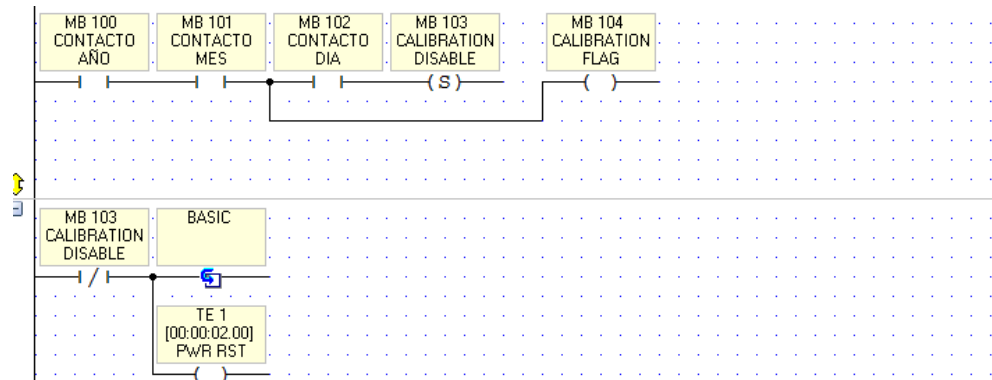 MB 100
CONTACTO
AÑO
MB 101
CONTACTO
MES
MB 102
CONTACTO
DIA
MB 103
CALIBRATION
DISABLE
MB 104
CALIBRATION
FLAG
S
MB 103
CALIBRATION
DISABLE
BASIC
TE 1
[00:00:02.00]
PWR RST